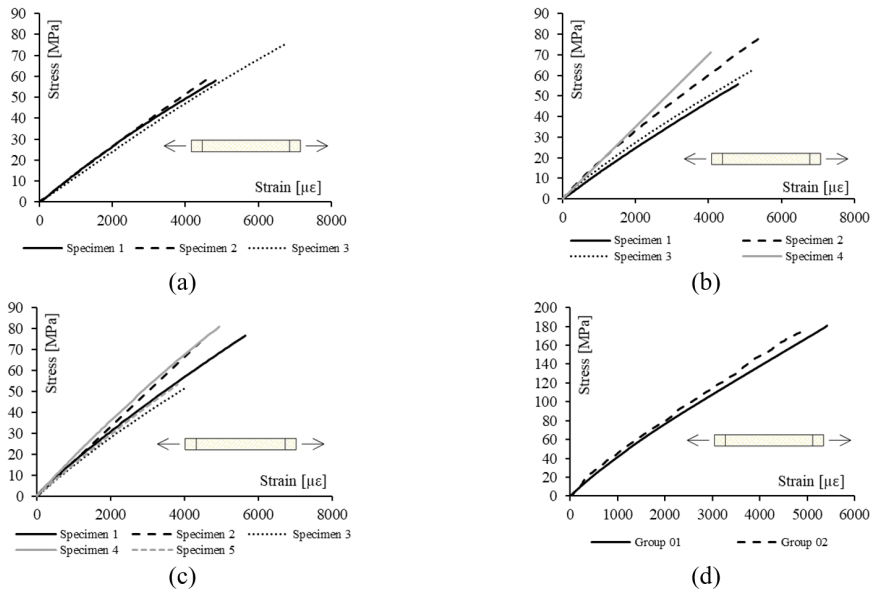 Stress [MPa]
90
80
70
60
50
40
30
20
10
0
0 2000 4000 6000 8000
Strain [µε]
Specimen 1 Specimen 2 Specimen 3
(a)
Stress [MPa]
90
80
70
60
50
40
30
20
10
0
0 2000 4000 6000 8000
Strain [µε]
Specimen 1 Specimen 2
Specimen 3 Specimen 4
(b)
Stress [MPa]
90
80
70
60
50
40
30
20
10
0
0 2000 4000 6000 8000
Strain [µε]
Specimen 1 Specimen 2 Specimen 3
Specimen 4 Specimen 5
(c)
Stress [MPa]
200
180
160
140
120
100
80
60
40
20
0
0 1000 2000 3000 4000 5000 6000
Strain [µε]
Group 01 Group 02
(d)